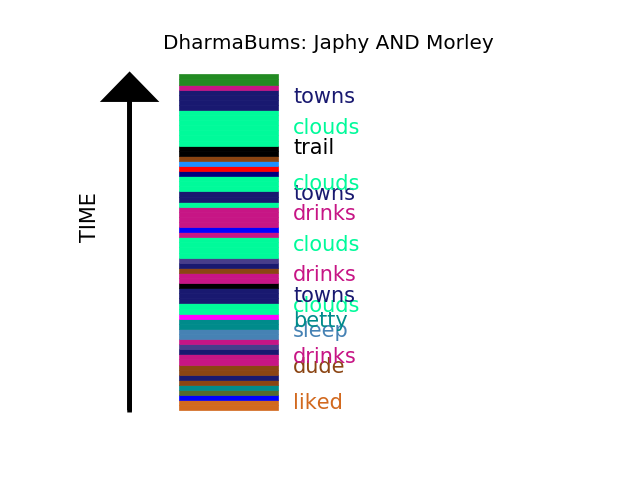 DharmaBums: Japhy AND Morley
towns
clouds
trail
clouds
towns
drinks
clouds
drinks
towns
clouds
betty
sleep
drinks
dude
liked
TIME